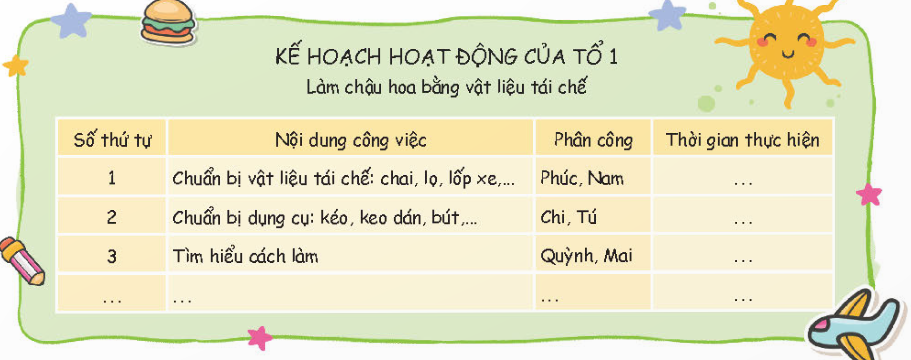 KẾ HOẠCH HOẠT ĐỘNG CỦA TỔ 1
Làm chậu hoa bằng vật liệu tái chế
Số thứ tự Nội dung công việc Phân công Thời gian thực hiện
1 Chuẩn bị vật liệu tái chế: chai, lọ, lốp xe,... Phúc, Nam ...
2 Chuẩn bị dụng cụ: kéo, keo dán, bút,... Chi, Tú ...
3 Tìm hiểu cách làm Quỳnh, Mai ...
... ... ... ...